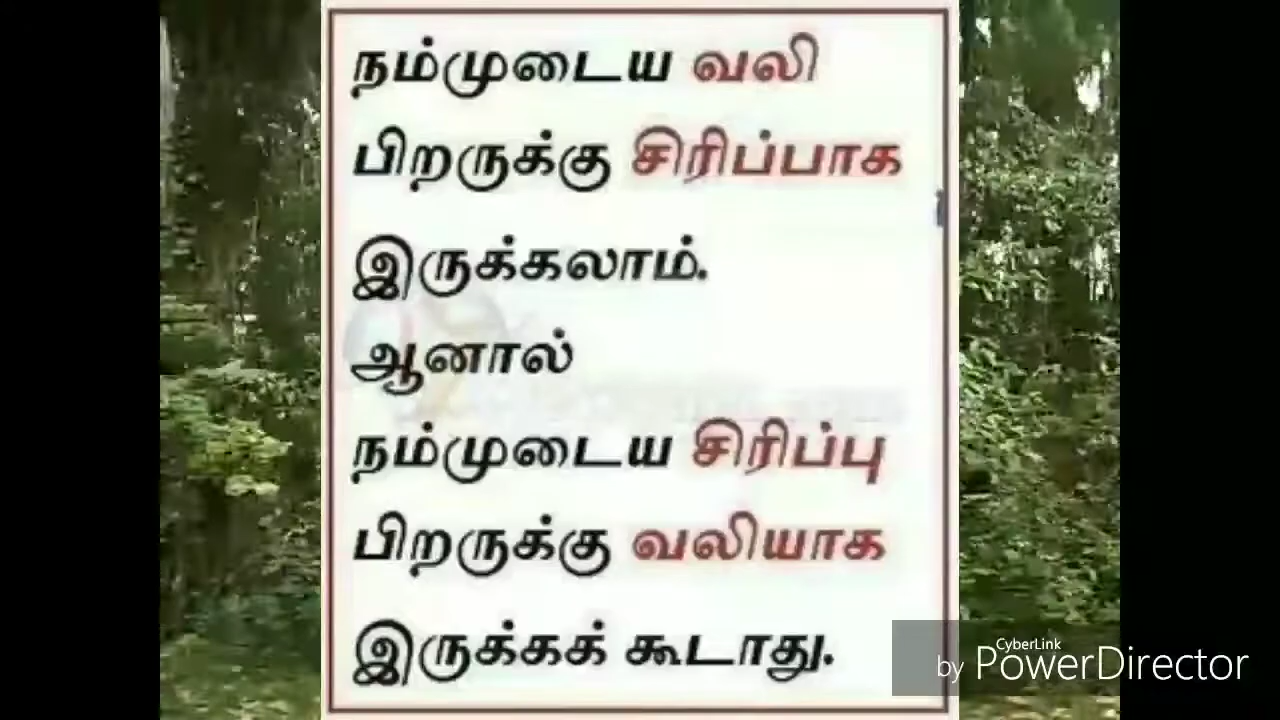 நம்முடைய வலி
பிறருக்கு சிரிப்பாக
இருக்கலாம்.
ஆனால்
நம்முடைய சிரிப்பு
பிறருக்கு வலியாக
இருக்கக் கூடாது.
CyberLink
by PowerDirector